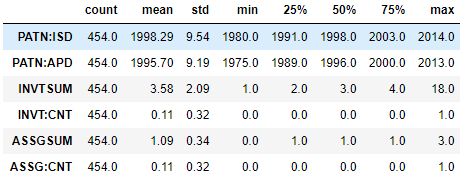 count mean std min 25% 50% 75% max
PATN:ISD 454.0 1998.29 9.54 1980.0 1991.0 1998.0 2003.0 2014.0
PATN:APD 454.0 1995.70 9.19 1975.0 1989.0 1996.0 2000.0 2013.0
INVTSUM 454.0 3.58 2.09 1.0 2.0 3.0 4.0 18.0
INVT:CNT 454.0 0.11 0.32 0.0 0.0 0.0 0.0 1.0
ASSGSUM 454.0 1.09 0.34 0.0 1.0 1.0 1.0 3.0
ASSG:CNT 454.0 0.11 0.32 0.0 0.0 0.0 0.0 1.0